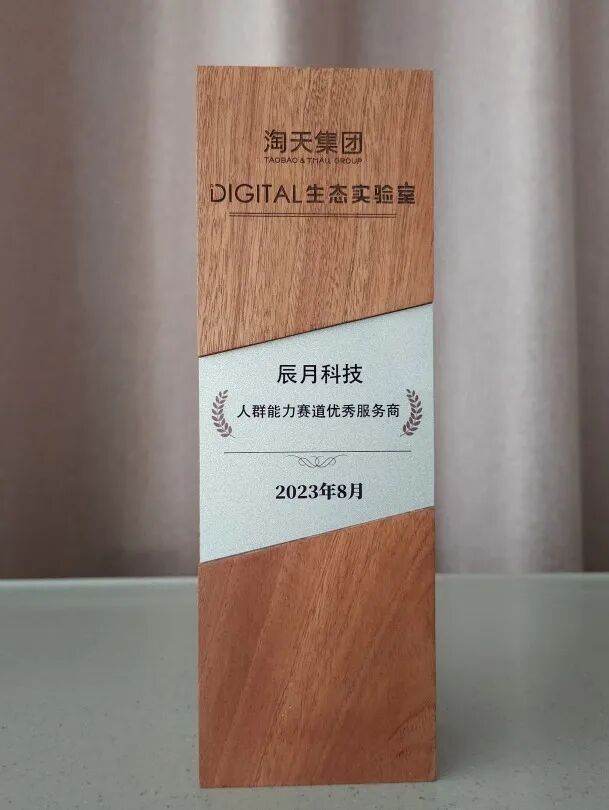 淘天集团
TAOBAO & TMALL GROUP
DIGITAL生态实验室
辰月科技
人群能力赛道优秀服务商
2023年8月